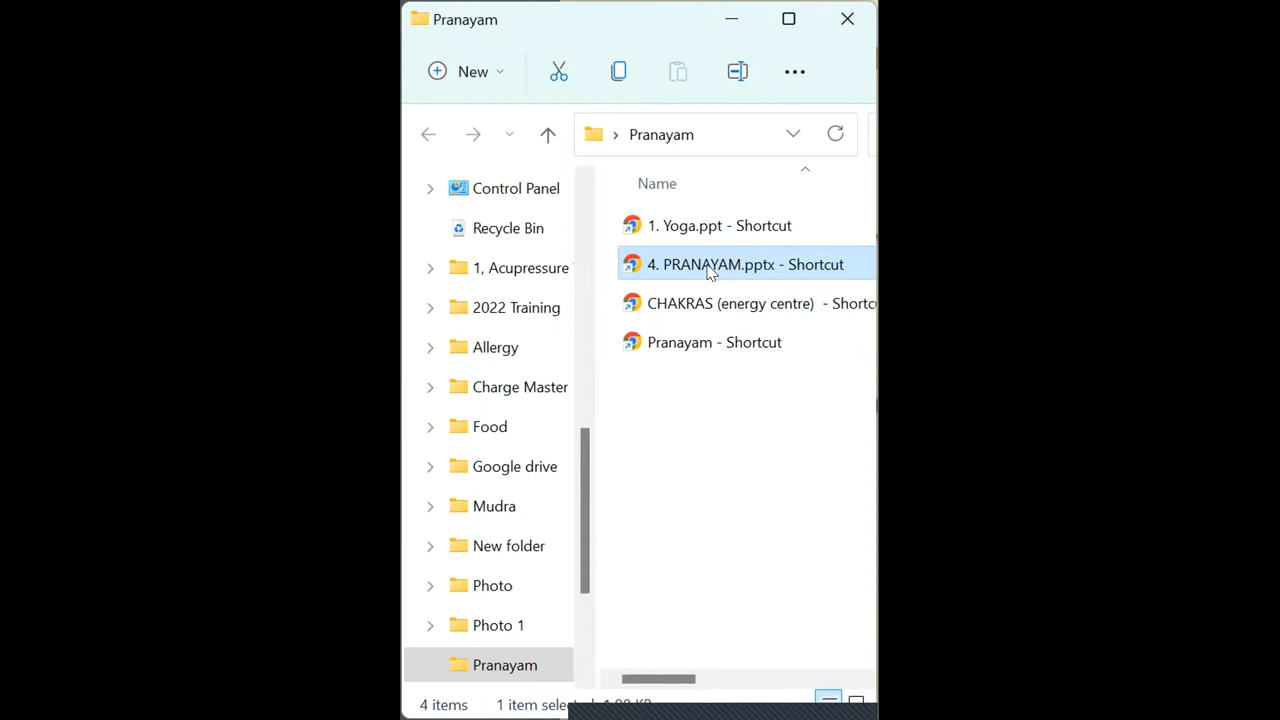 Pranayam
New
Pranayam
Name
Control Panel
Recycle Bin
1, Acupressure
2022 Training
Allergy
Charge Master
Food
Google drive
Mudra
New folder
Photo
Photo 1
Pranayam
1. Yoga.ppt - Shortcut
4. PRANAYAM.pptx - Shortcut
CHAKRAS (energy centre) - Shortc
Pranayam - Shortcut
4 items 1 item selec